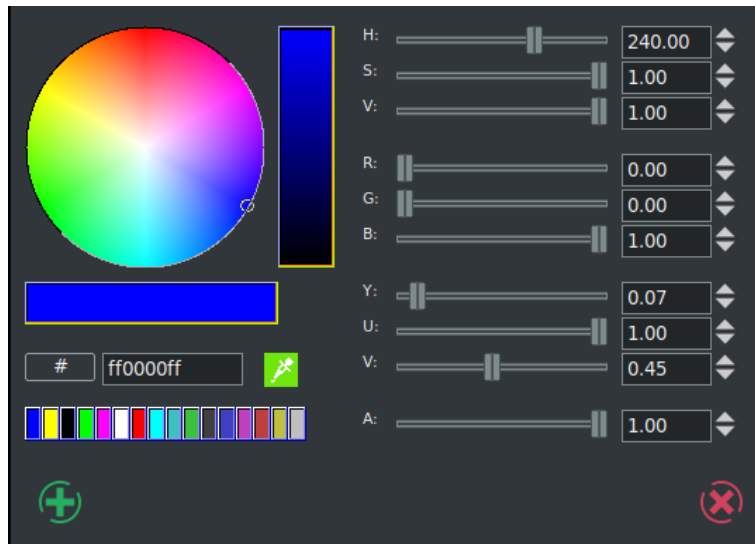 H: 240.00
S: 1.00
V: 1.00
R: 0.00
G: 0.00
B: 1.00
Y: 0.07
U: 1.00
V: 0.45
A: 1.00
# ff0000ff